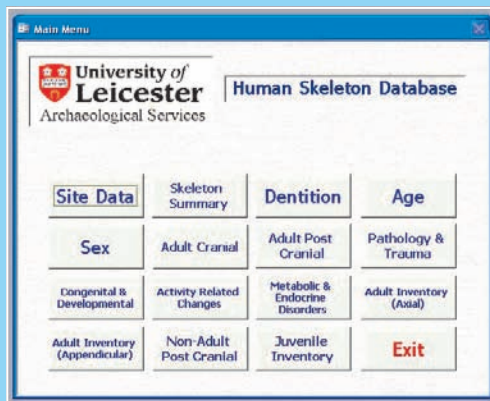 Main Menu
University of
Leicester
Archaeological Services
Human Skeleton Database
Site Data
Skeleton
Summary
Dentition
Age
Sex
Adult Cranial
Adult Post
Cranial
Pathology &
Trauma
Congenital &
Developmental
Activity Related
Changes
Metabolic &
Endocrine
Disorders
Adult Inventory
(Axial)
Adult Inventory
(Appendicular)
Non-Adult
Post Cranial
Juvenile
Inventory
Exit